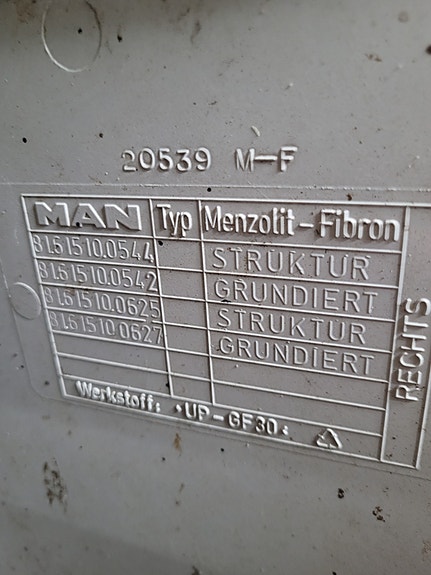 20539 M-F
MAN Typ Menzolit-Fibron
81.61510.0544 STRUKTUR
81.61510.0542 GRUNDIERT
81.61510.0625 STRUKTUR
81.61510.0627 GRUNDIERT
RECHTS
Werkstoff: >UP-GF30<